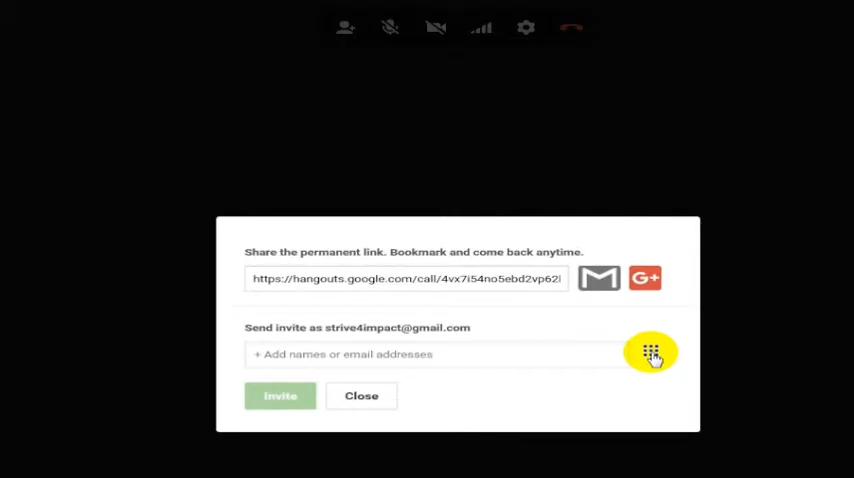 Share the permanent link. Bookmark and come back anytime.
https://hangouts.google.com/call/4vx7i54no5ebd2vp62
G+
Send invite as strive4impact@gmail.com
+ Add names or email addresses
Invite
Close